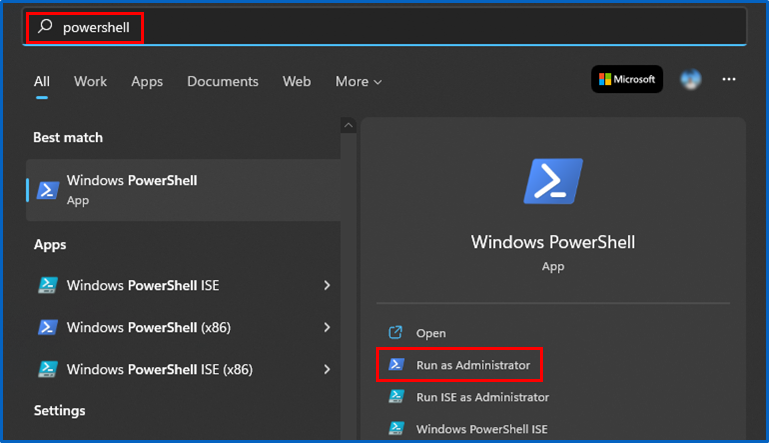 powershell
All Work Apps Documents Web More
Microsoft
Best match
Windows PowerShell
App
Apps
Windows PowerShell ISE
Windows PowerShell (x86)
Windows PowerShell ISE (x86)
Settings
Windows PowerShell
App
Open
Run as Administrator
Run ISE as Administrator
Windows PowerShell ISE